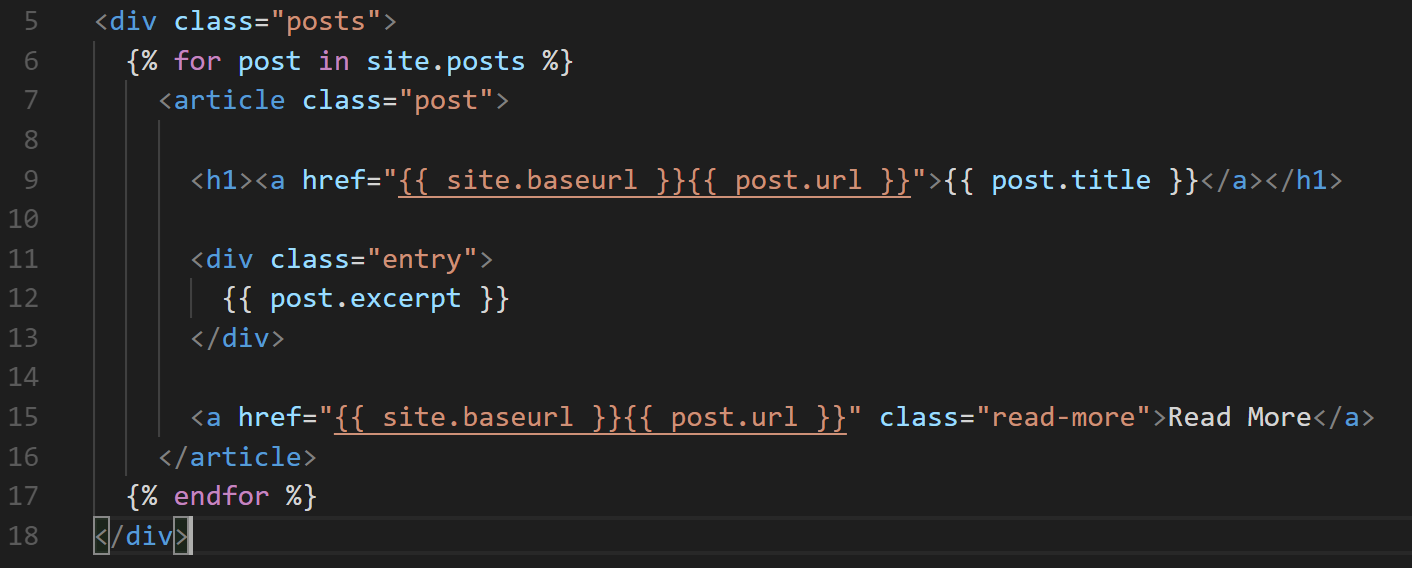 5 <div class="posts">
6 {% for post in site.posts %}
7 <article class="post">
8
9 <h1><a href="{{ site.baseurl }}{{ post.url }}">{{ post.title }}</a></h1>
10
11 <div class="entry">
12 {{ post.excerpt }}
13 </div>
14
15 <a href="{{ site.baseurl }}{{ post.url }}" class="read-more">Read More</a>
16 </article>
17 {% endfor %}
18 </div>